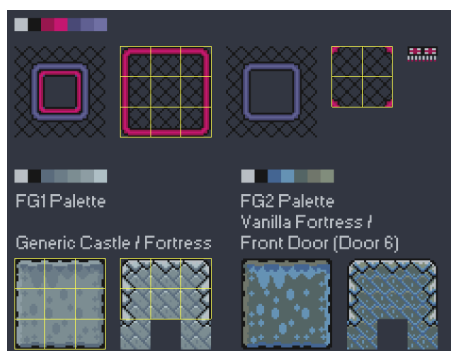 FG1 Palette
Generic Castle / Fortress
FG2 Palette
Vanilla Fortress /
Front Door (Door 6)